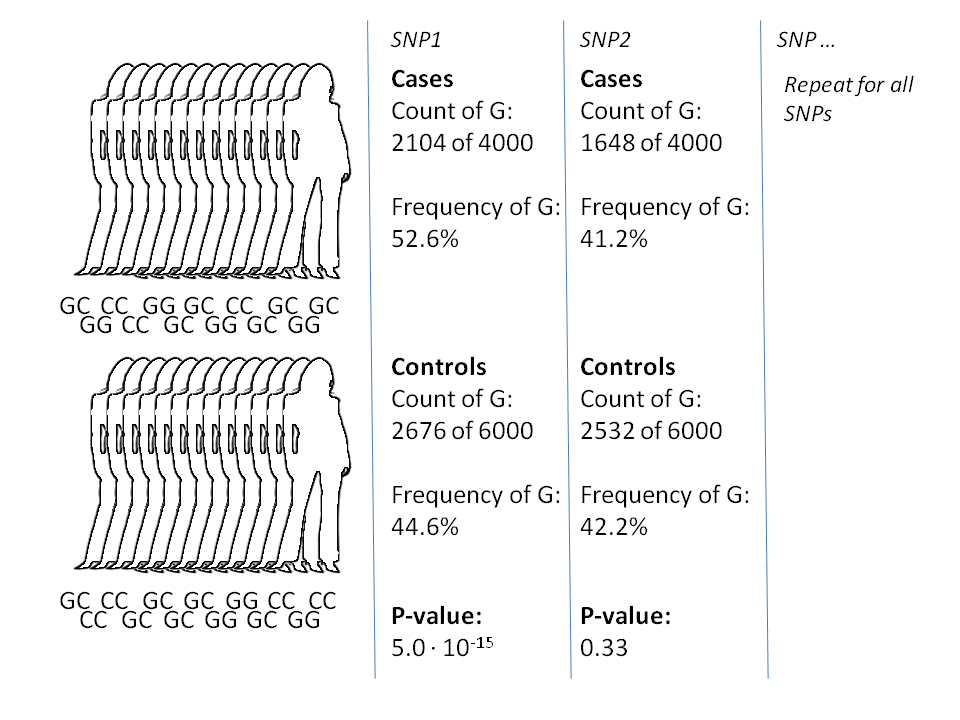 SNP1
Cases
Count of G:
2104 of 4000
Frequency of G:
52.6%
Controls
Count of G:
2676 of 6000
Frequency of G:
44.6%
P-value:
5.0 · 10⁻¹⁵
SNP2
Cases
Count of G:
1648 of 4000
Frequency of G:
41.2%
Controls
Count of G:
2532 of 6000
Frequency of G:
42.2%
P-value:
0.33
SNP ...
Repeat for all
SNPs
GC CC GG GC CC GC GC
GG CC GC GG GC GG
GC CC GC GC GG CC CC
CC GC GC GG GC GG